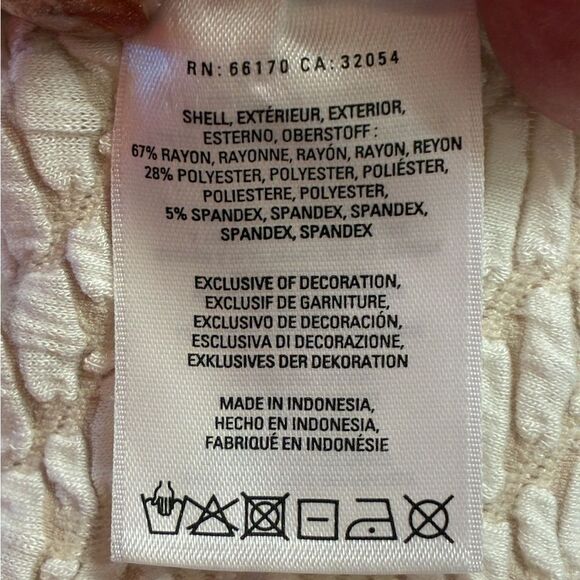 RN: 66170 CA: 32054
SHELL, EXTÉRIEUR, EXTERIOR,
ESTERNO, OBERSTOFF :
67% RAYON, RAYONNE, RAYÓN, RAYON, REYON
28% POLYESTER, POLYESTER, POLIÉSTER,
POLIESTERE, POLYESTER,
5% SPANDEX, SPANDEX, SPANDEX,
SPANDEX, SPANDEX
EXCLUSIVE OF DECORATION,
EXCLUSIF DE GARNITURE,
EXCLUSIVO DE DECORACIÓN,
ESCLUSIVA DI DECORAZIONE,
EXKLUSIVES DER DEKORATION
MADE IN INDONESIA,
HECHO EN INDONESIA,
FABRIQUÉ EN INDONÉSIE